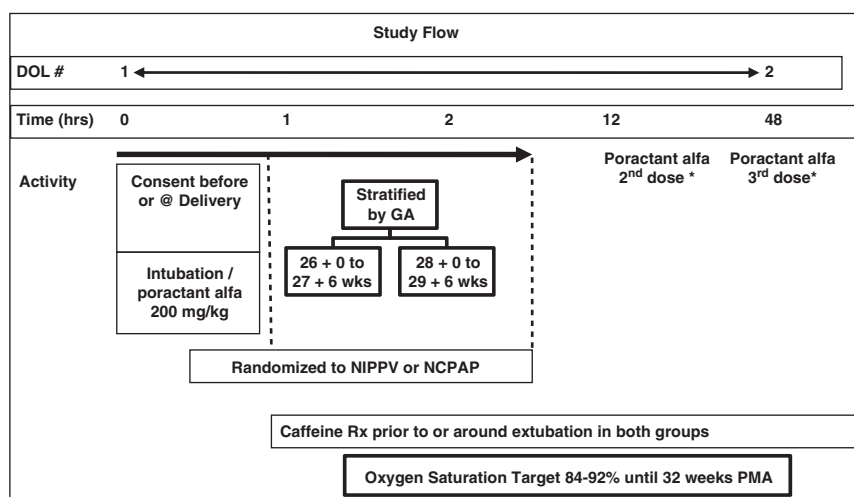 Study Flow
DOL # 1 2
Time (hrs) 0 1 2 12 48
Activity
Consent before
or @ Delivery
Intubation /
poractant alfa
200 mg/kg
Stratified
by GA
26 + 0 to
27 + 6 wks
28 + 0 to
29 + 6 wks
Poractant alfa
2nd dose *
Poractant alfa
3rd dose*
Randomized to NIPPV or NCPAP
Caffeine Rx prior to or around extubation in both groups
Oxygen Saturation Target 84-92% until 32 weeks PMA